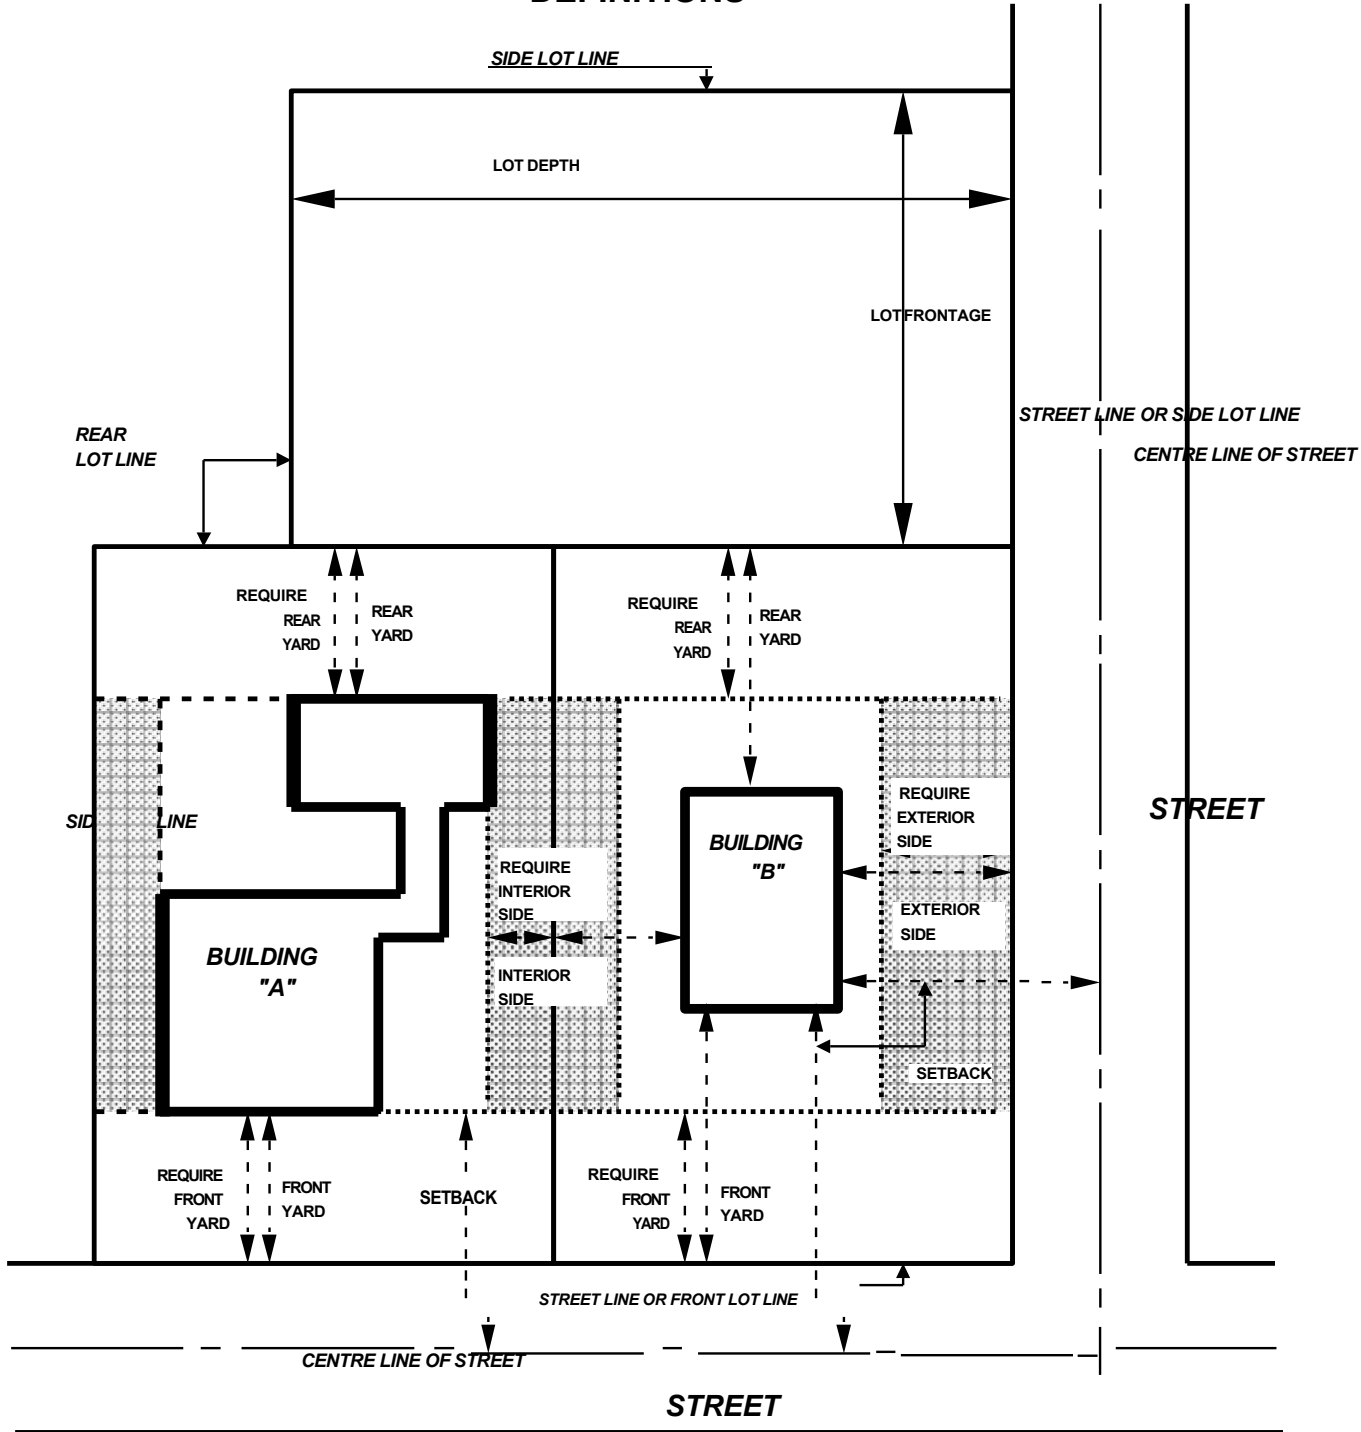 SIDE LOT LINE
LOT DEPTH
LOT FRONTAGE
STREET LINE OR SIDE LOT LINE
REAR
LOT LINE
CENTRE LINE OF STREET
REQUIRE
REAR
YARD
REAR
YARD
REQUIRE
REAR
YARD
REAR
YARD
SID LINE
REQUIRE
EXTERIOR
SIDE
STREET
BUILDING
"B"
REQUIRE
INTERIOR
SIDE
EXTERIOR
SIDE
BUILDING
"A"
INTERIOR
SIDE
SETBACK
REQUIRE
FRONT
YARD
FRONT
YARD
SETBACK
REQUIRE
FRONT
YARD
FRONT
YARD
STREET LINE OR FRONT LOT LINE
CENTRE LINE OF STREET
STREET